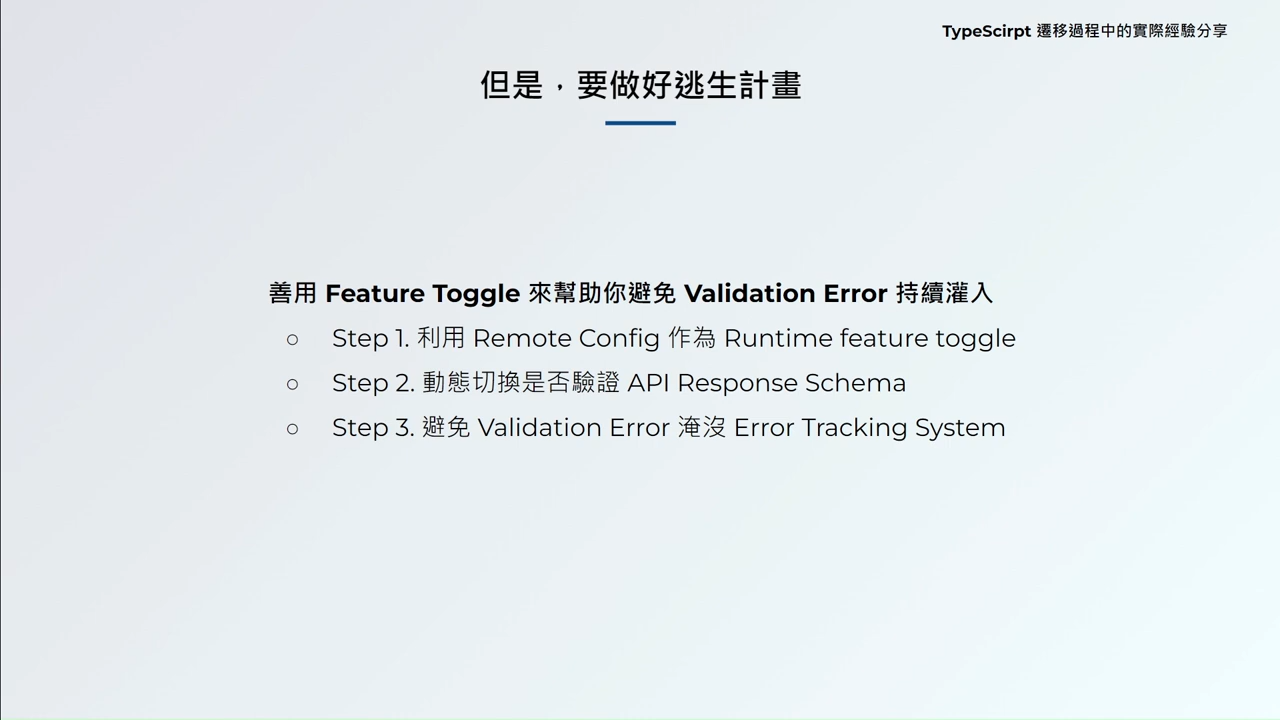 TypeScirpt 遷移過程中的實際經驗分享
但是，要做好逃生計畫
善用 Feature Toggle 來幫助你避免 Validation Error 持續灌入
○ Step 1. 利用 Remote Config 作為 Runtime feature toggle
○ Step 2. 動態切換是否驗證 API Response Schema
○ Step 3. 避免 Validation Error 淹沒 Error Tracking System